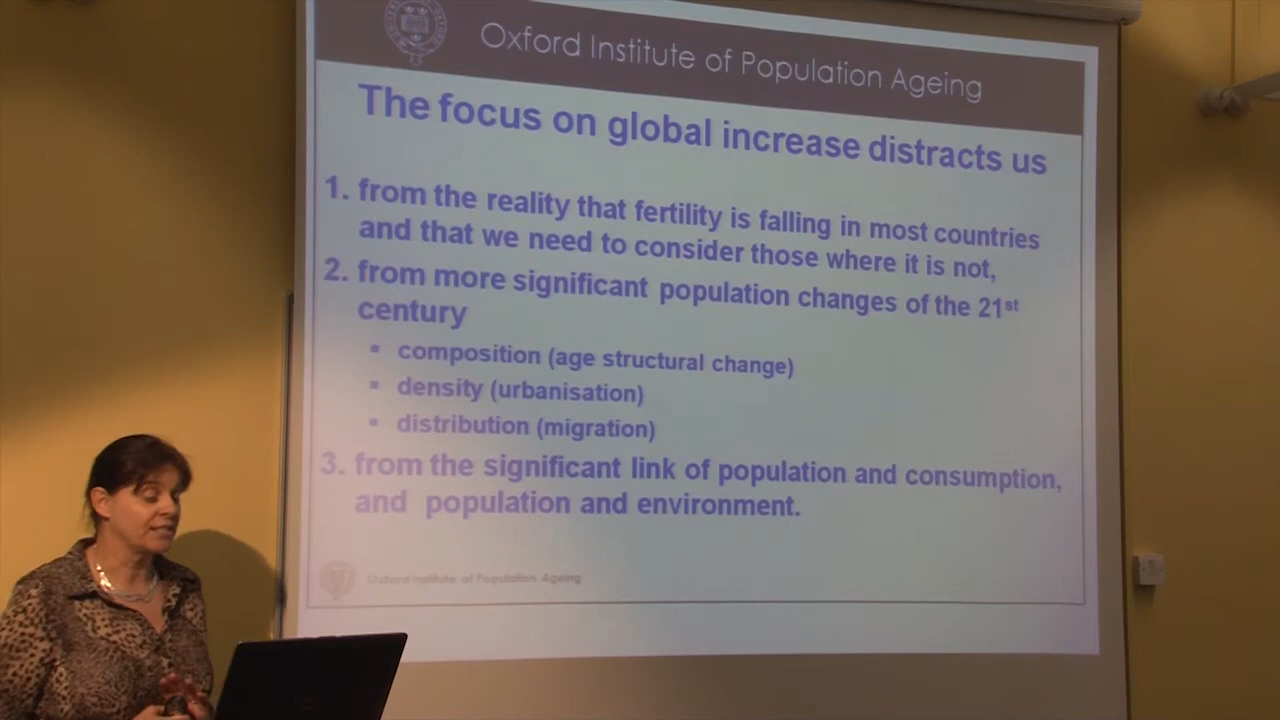 Oxford Institute of Population Ageing
The focus on global increase distracts us
1. from the reality that fertility is falling in most countries
and that we need to consider those where it is not,
2. from more significant population changes of the 21st
century
▪ composition (age structural change)
▪ density (urbanisation)
▪ distribution (migration)
3. from the significant link of population and consumption,
and population and environment.
Oxford Institute of Population Ageing